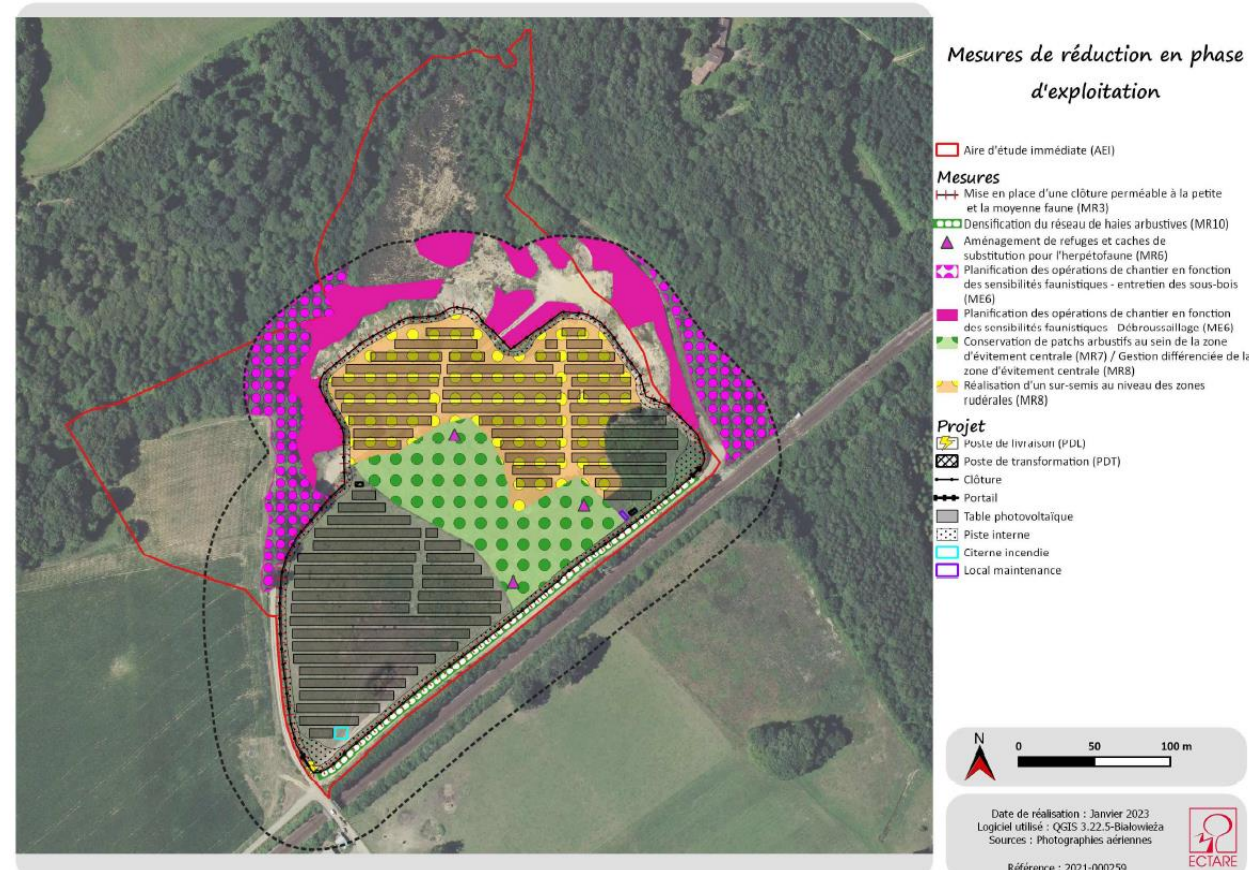 Mesures de réduction en phase
d'exploitation
Aire d'étude immédiate (AEI)
Mesures
Mise en place d'une clôture perméable à la petite
et la moyenne faune (MR3)
Densification du réseau de haies arbustives (MR10)
Aménagement de refuges et caches de
substitution pour l'herpétofaune (MR6)
Planification des opérations de chantier en fonction
des sensibilités faunistiques - entretien des sous-bois
(ME6)
Planification des opérations de chantier en fonction
des sensibilités faunistiques Débroussaillage (ME6)
Conservation de patchs arbustifs au sein de la zone
d'évitement centrale (MR7) / Gestion différenciée de la
zone d'évitement centrale (MR8)
Réalisation d'un sur-semis au niveau des zones
rudérales (MR8)
Projet
Poste de livraison (PDL)
Poste de transformation (PDT)
Clôture
Portail
Table photovoltaïque
Piste interne
Citerne incendie
Local maintenance
N
0 50 100 m
Date de réalisation : Janvier 2023
Logiciel utilisé : QGIS 3.22.5-Białowieża
Sources : Photographies aériennes
Référence : 2021-000259
ECTARE